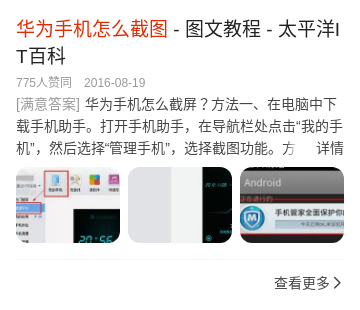 华为手机怎么截图 - 图文教程 - 太平洋I
T百科
775人赞同 2016-08-19
[满意答案] 华为手机怎么截屏？方法一、在电脑中下
载手机助手。打开手机助手，在导航栏处点击“我的手
机”，然后选择“管理手机”，选择截图功能。方 详情
20:56
Android
手机管家全面保护你
查看更多